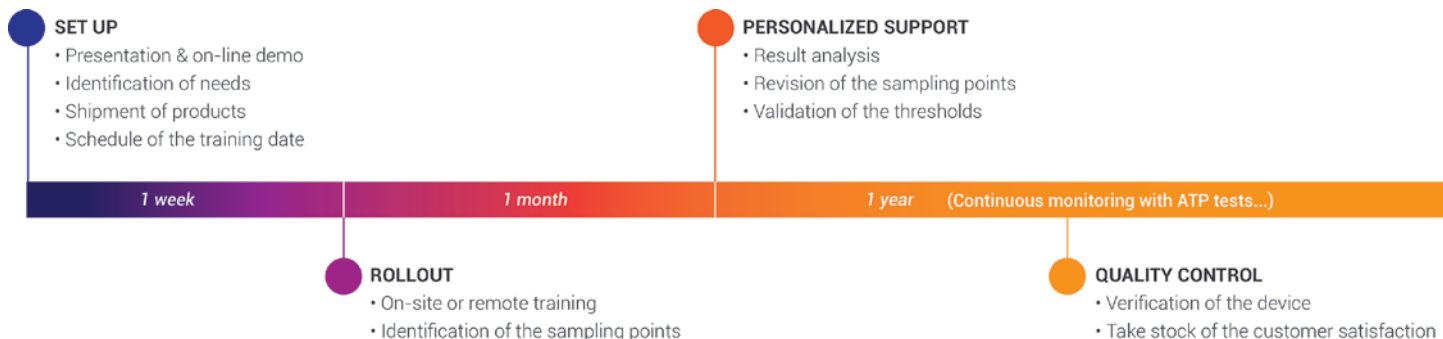 SET UP
• Presentation & on-line demo
• Identification of needs
• Shipment of products
• Schedule of the training date
PERSONALIZED SUPPORT
• Result analysis
• Revision of the sampling points
• Validation of the thresholds
1 week
1 month
1 year (Continuous monitoring with ATP tests...)
ROLLOUT
• On-site or remote training
• Identification of the sampling points
QUALITY CONTROL
• Verification of the device
• Take stock of the customer satisfaction